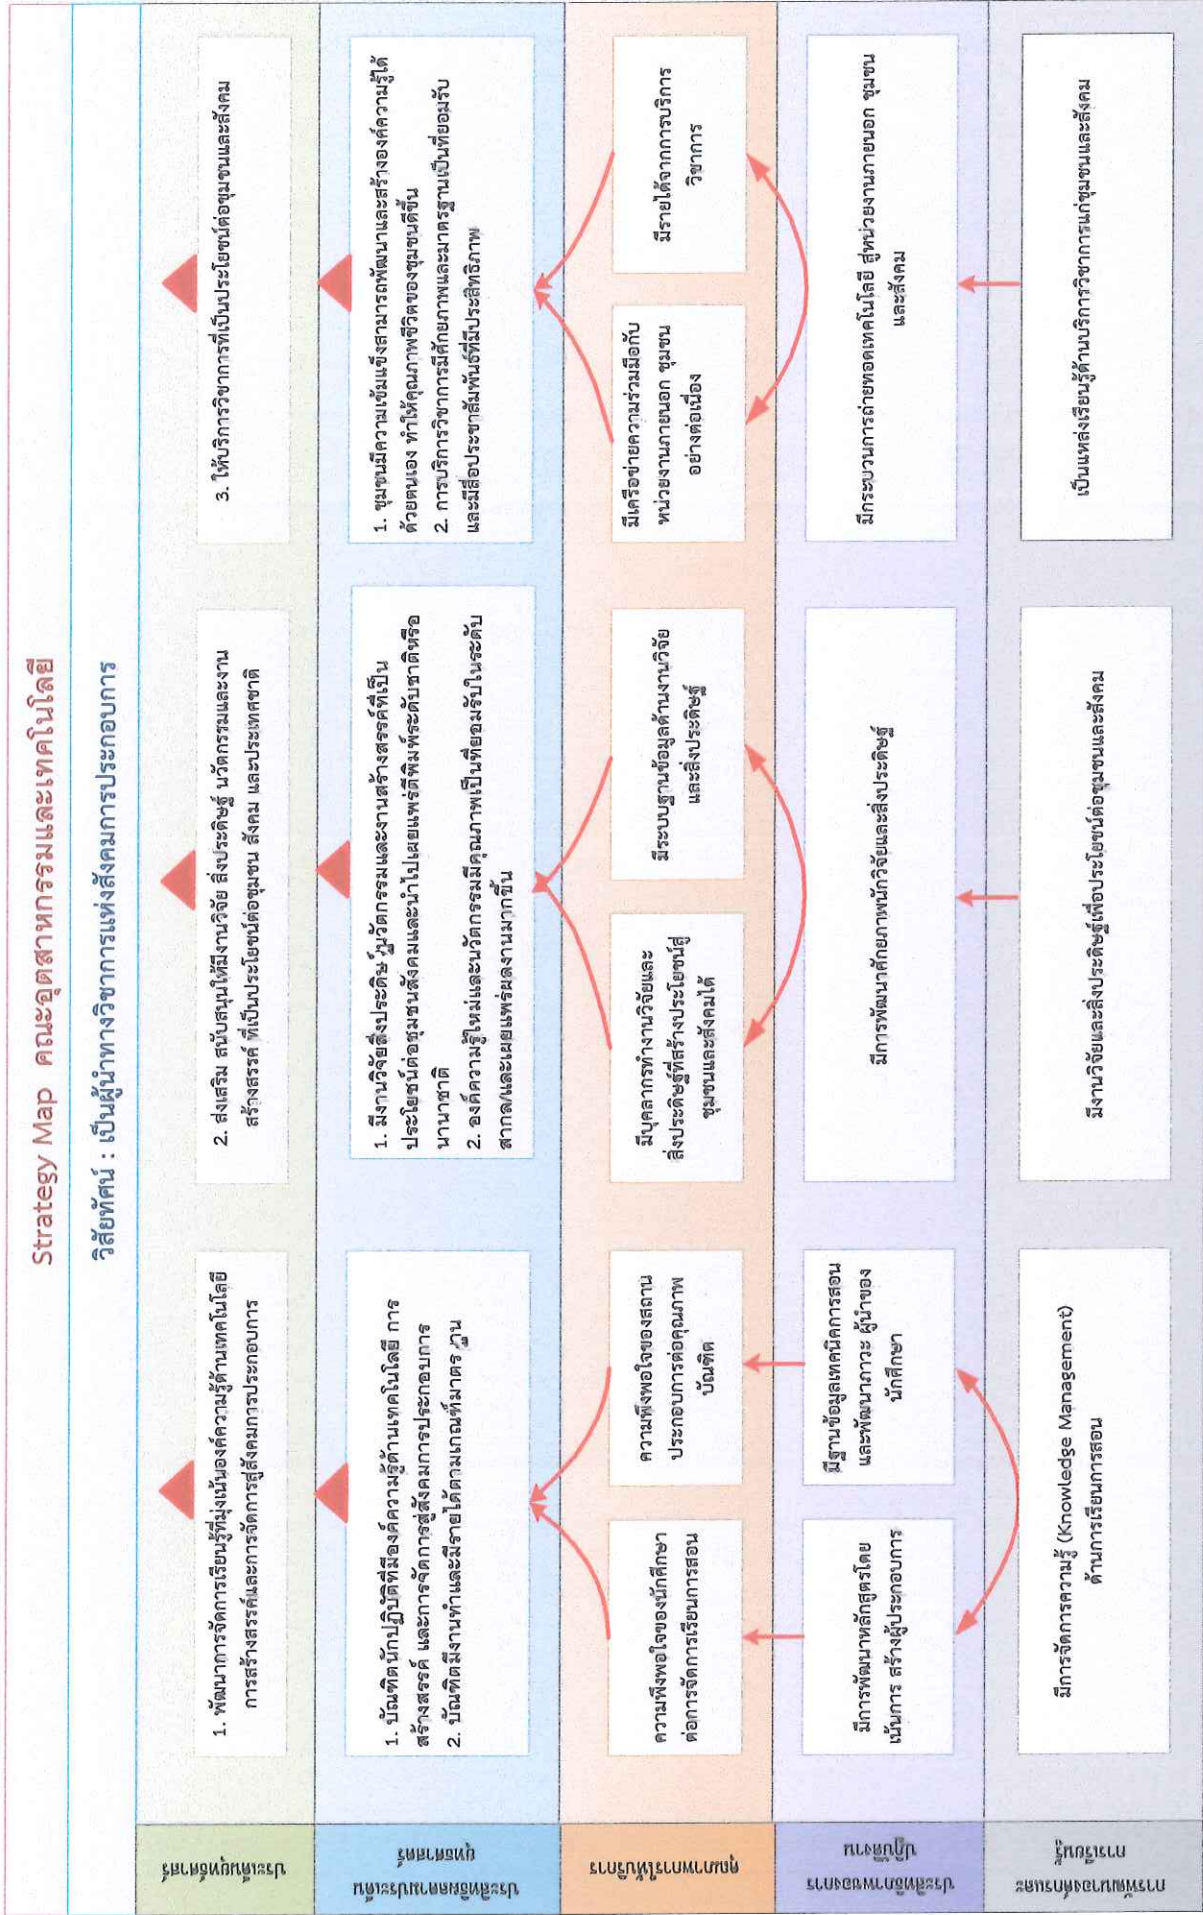 Strategy Map คณะอุตสาหกรรมและเทคโนโลยี
วิสัยทัศน์ : เป็นผู้นำทางวิชาการแห่งสังคมการประกอบการ
ประเด็นยุทธ์ศาสตร์
1. พัฒนาการจัดการเรียนรู้ที่มุ่งเน้นองค์ความรู้ด้านเทคโนโลยี
การสร้างสรรค์และการจัดการสู่สังคมการประกอบการ
2. ส่งเสริม สนับสนุนให้มีงานวิจัย สิ่งประดิษฐ์ นวัตกรรมและงาน
สร้างสรรค์ ที่เป็นประโยชน์ต่อชุมชน สังคม และประเทศชาติ
3. ให้บริการวิชาการที่เป็นประโยชน์ต่อชุมชนและสังคม
ประสิทธิผลตามประเด็น
ยุทธศาสตร์
1. บัณฑิตนักปฏิบัติที่มีองค์ความรู้ด้านเทคโนโลยี การ
สร้างสรรค์ และการจัดการสู่สังคมการประกอบการ
2. บัณฑิตมีงานทำและมีรายได้ตามเกณฑ์มาตรฐาน
1. มีงานวิจัยสิ่งประดิษฐ์นวัตกรรมและงานสร้างสรรค์ที่เป็น
ประโยชน์ต่อชุมชนสังคมและนำไปเผยแพร่ตีพิมพ์ระดับชาติหรือ
นานาชาติ
2. องค์ความรู้ใหม่และนวัตกรรมมีคุณภาพเป็นที่ยอมรับในระดับ
สากล/และเผยแพร่ผลงานมากขึ้น
1. ชุมชนมีความเข้มแข็งสามารถพัฒนาและสร้างองค์ความรู้ได้
ด้วยตนเอง ทำให้คุณภาพชีวิตของชุมชนดีขึ้น
2. การบริการวิชาการมีศักยภาพและมาตรฐานเป็นที่ยอมรับ
และมีสื่อประชาสัมพันธ์ที่มีประสิทธิภาพ
คุณภาพการให้บริการ
ความพึงพอใจของนักศึกษา
ต่อการจัดการเรียนการสอน
ความพึงพอใจของสถาน
ประกอบการต่อคุณภาพ
บัณฑิต
มีบุคลากรทำงานวิจัยและ
สิ่งประดิษฐ์ที่สร้างประโยชน์สู่
ชุมชนและสังคมได้
มีระบบฐานข้อมูลด้านงานวิจัย
และสิ่งประดิษฐ์
มีเครือข่ายความร่วมมือกับ
หน่วยงานภายนอก ชุมชน
อย่างต่อเนื่อง
มีรายได้จากการบริการ
วิชาการ
ประสิทธิภาพของการ
ปฏิบัติงาน
มีการพัฒนาหลักสูตรโดย
เน้นการ สร้างผู้ประกอบการ
มีฐานข้อมูลเทคนิคการสอน
และพัฒนาภาวะ ผู้นำของ
นักศึกษา
มีการพัฒนาศักยภาพนักวิจัยและสิ่งประดิษฐ์
มีกระบวนการถ่ายทอดเทคโนโลยี สู่หน่วยงานภายนอก ชุมชน
และสังคม
การพัฒนาองค์กรและ
การเรียนรู้
มีการจัดการความรู้ (Knowledge Management)
ด้านการเรียนการสอน
มีงานวิจัยและสิ่งประดิษฐ์เพื่อประโยชน์ต่อชุมชนและสังคม
เป็นแหล่งเรียนรู้ด้านบริการวิชาการแก่ชุมชนและสังคม